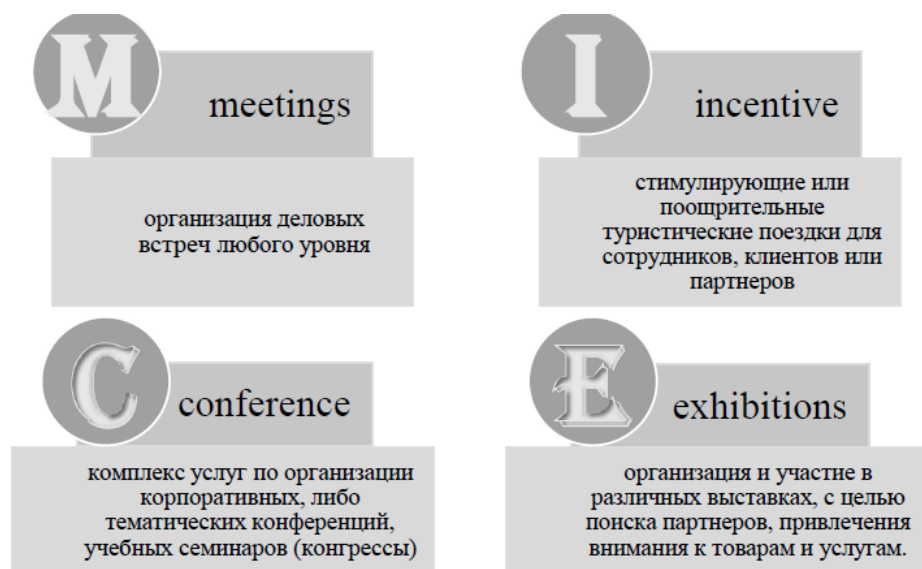 M
meetings
организация деловых
встреч любого уровня
I
incentive
стимулирующие или
поощрительные
туристические поездки для
сотрудников, клиентов или
партнеров
C
conference
комплекс услуг по организации
корпоративных, либо
тематических конференций,
учебных семинаров (конгрессы)
E
exhibitions
организация и участие в
различных выставках, с целью
поиска партнеров, привлечения
внимания к товарам и услугам.